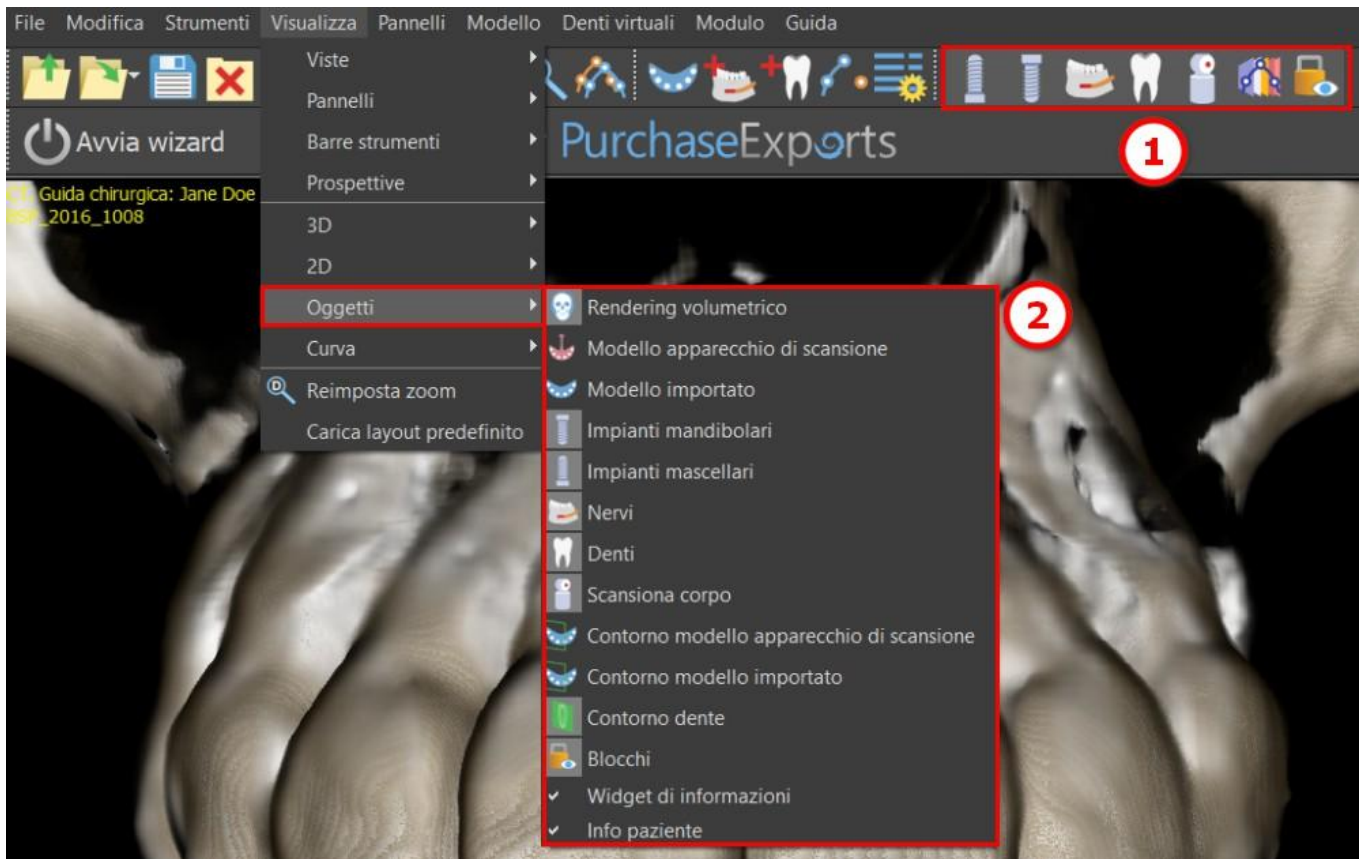 File Modifica Strumenti Visualizza Pannelli Modello Denti virtuali Modulo Guida
Viste
Pannelli
Avvia wizard
Barre strumenti
PurchaseExports
1
Prospettive
Guida chirurgica: Jane Doe
_2016_1008
3D
2D
Oggetti
Rendering volumetrico
2
Curva
Modello apparecchio di scansione
Reimposta zoom
Modello importato
Carica layout predefinito
Impianti mandibolari
Impianti mascellari
Nervi
Denti
Scansiona corpo
Contorno modello apparecchio di scansione
Contorno modello importato
Contorno dente
Blocchi
Widget di informazioni
Info paziente